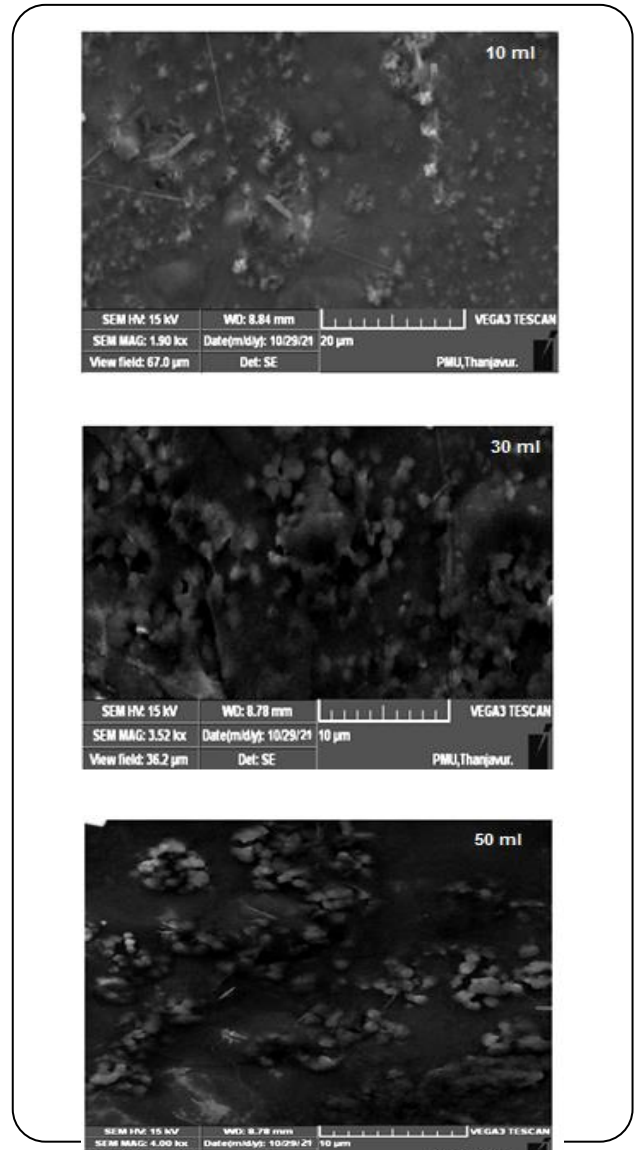 10 ml
SEM HV: 15 kV WD: 8.84 mm VEGA3 TESCAN
SEM MAG: 1.90 kx Date(m/d/y): 10/29/21 20 µm
View field: 67.0 µm Det: SE PMU,Thanjavur.
30 ml
SEM HV: 15 kV WD: 8.78 mm VEGA3 TESCAN
SEM MAG: 3.52 kx Date(m/d/y): 10/29/21 10 µm
View field: 36.2 µm Det: SE PMU,Thanjavur.
50 ml
SEM HV: 15 kV WD: 8.78 mm VEGA3 TESCAN
SEM MAG: 4.00 kx Date(m/d/y): 10/29/21 10 µm